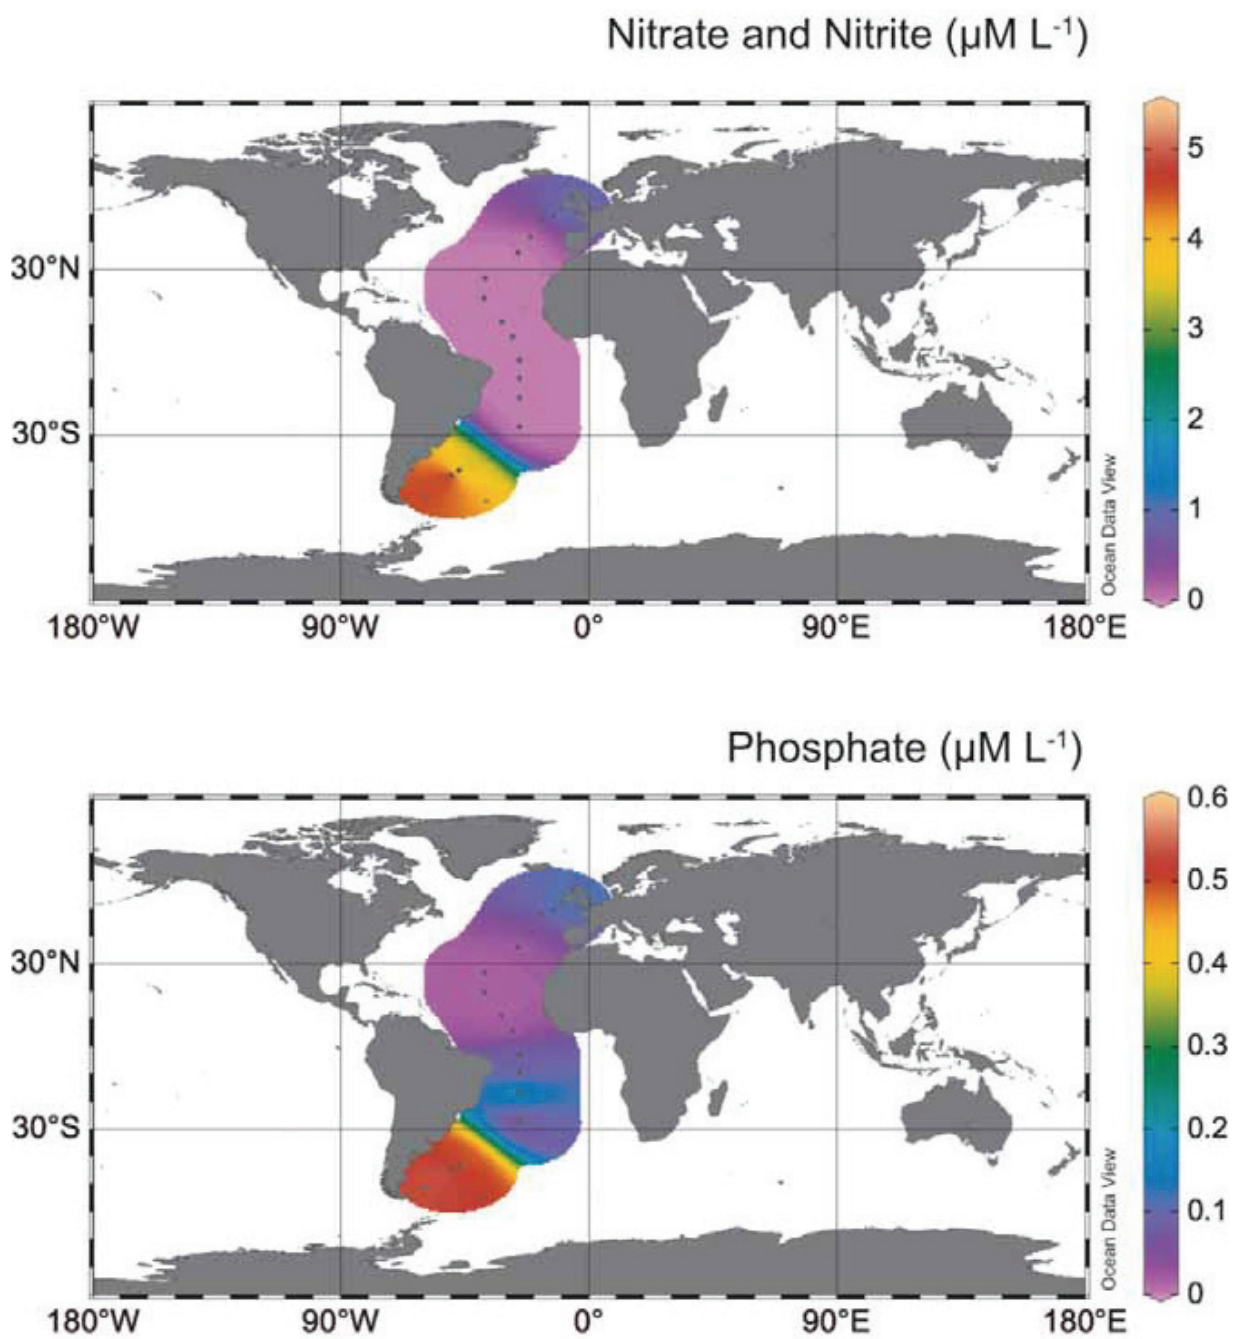 Nitrate and Nitrite (µM L-1)
30°N
30°S
180°W 90°W 0° 90°E 180°E
5
4
3
2
1
0
Ocean Data View
Phosphate (µM L-1)
30°N
30°S
180°W 90°W 0° 90°E 180°E
0.6
0.5
0.4
0.3
0.2
0.1
0
Ocean Data View